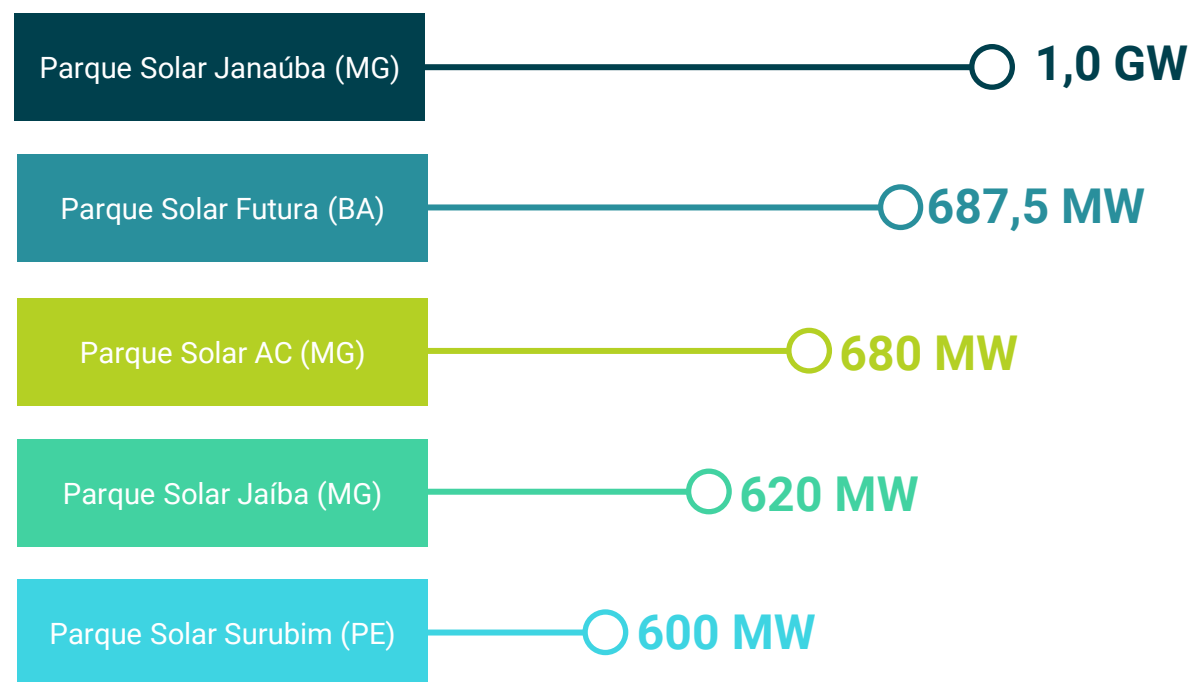 Parque Solar Janaúba (MG)
1,0 GW
Parque Solar Futura (BA)
687,5 MW
Parque Solar AC (MG)
680 MW
Parque Solar Jaíba (MG)
620 MW
Parque Solar Surubim (PE)
600 MW